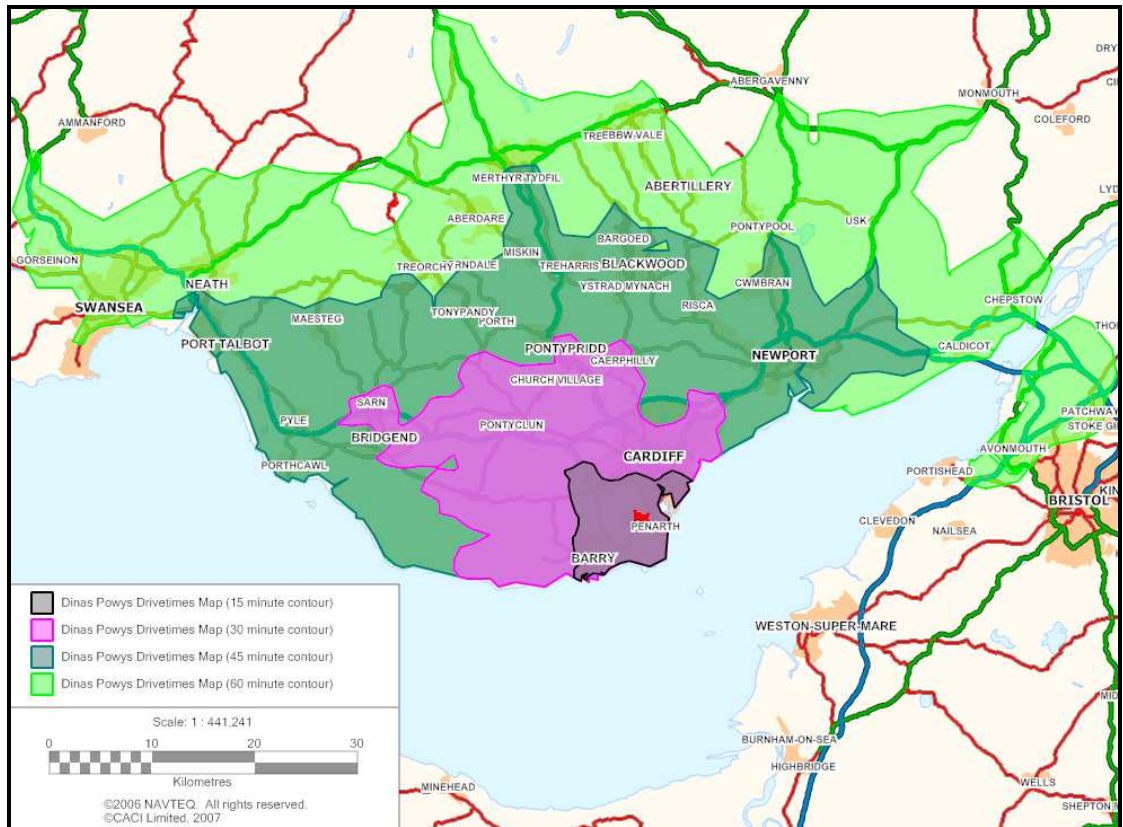 ABERGAVENNY
DRY
CI
MONMOUTH
AMMANFORD
COLEFORD
EBBW VALE
MERTHYR TYDFIL
ABERTILLERY
LYD
ABERDARE
PONTYPOOL
USK
GORSEINON
BARGOED
MISKIN
TREORCHY
TREHARRIS
BLACKWOOD
NEATH
YSTRAD MYNACH
CWMBRAN
SWANSEA
RISCA
CHEPSTOW
MAESTEG
TONYPANDY
PORTH
THO
PORT TALBOT
PONTYPRIDD
CALDICOT
CAERPHILLY
NEWPORT
CHURCH VILLAGE
SARN
PATCHWAY
PYLE
PONTYCLUN
STOKE GI
BRIDGEND
AVONMOUTH
CARDIFF
PORTHCAWL
PORTISHEAD
KIN
BRISTOL
PENARTH
CLEVEDON
NAILSEA
BARRY
WESTON-SUPER-MARE
MID
BURNHAM-ON-SEA
HIGHBRIDGE
WELLS
MINEHEAD
SHEPTON M
Dinas Powys Drivetimes Map (15 minute contour)
Dinas Powys Drivetimes Map (30 minute contour)
Dinas Powys Drivetimes Map (45 minute contour)
Dinas Powys Drivetimes Map (60 minute contour)
Scale: 1 : 441,241
0 10 20 30
Kilometres
©2006 NAVTEQ. All rights reserved.
©CACI Limited, 2007